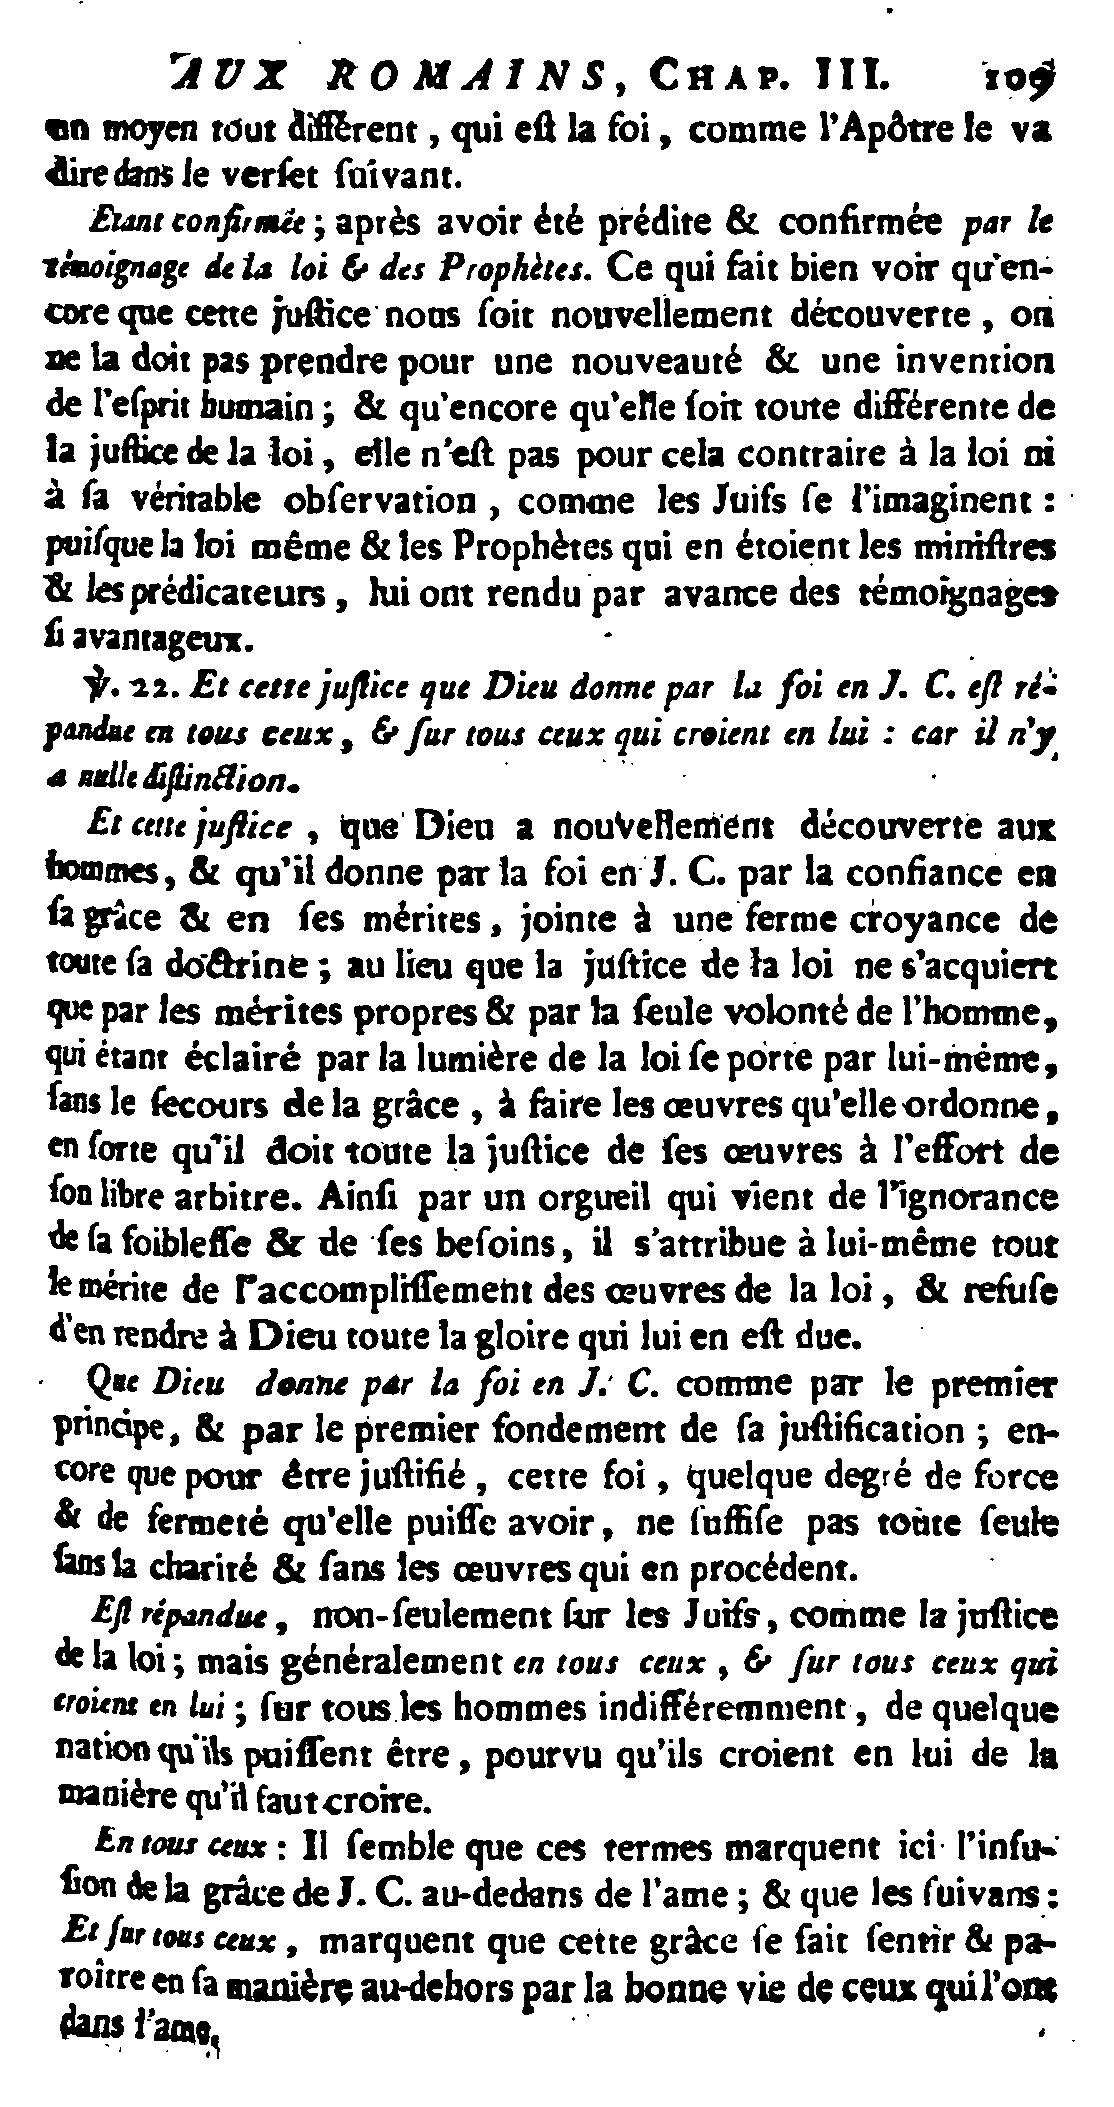 AUX ROMAINS, CHAP. III. 109
un moyen tout différent, qui eſt la foi, comme l'Apôtre le va
dire dans le verſet ſuivant.
Etant confirmée; après avoir été prédite & confirmée par le
témoignage de la loi & des Prophètes. Ce qui fait bien voir qu'en-
core que cette juſtice nous ſoit nouvellement découverte, on
ne la doit pas prendre pour une nouveauté & une invention
de l'eſprit humain; & qu'encore qu'elle ſoit toute différente de
la juſtice de la loi, elle n'eſt pas pour cela contraire à la loi ni
à ſa véritable obſervation, comme les Juifs ſe l'imaginent:
puiſque la loi même & les Prophètes qui en étoient les miniſtres
& les prédicateurs, lui ont rendu par avance des témoignages
ſi avantageux.
℣. 22. Et cette juſtice que Dieu donne par la foi en J. C. eſt ré-
pandue en tous ceux, & ſur tous ceux qui croient en lui : car il n'y
a nulle diſtinction.
Et cette juſtice, que Dieu a nouvellement découverte aux
hommes, & qu'il donne par la foi en J. C. par la confiance en
ſa grâce & en ſes mérites, jointe à une ferme croyance de
toute ſa doctrine; au lieu que la juſtice de la loi ne s'acquiert
que par les mérites propres & par la ſeule volonté de l'homme,
qui étant éclairé par la lumière de la loi ſe porte par lui-même,
ſans le ſecours de la grâce, à faire les œuvres qu'elle ordonne,
en ſorte qu'il doit toute la juſtice de ſes œuvres à l'effort de
ſon libre arbitre. Ainſi par un orgueil qui vient de l'ignorance
de ſa foibleſſe & de ſes beſoins, il s'attribue à lui-même tout
le mérite de l'accompliſſement des œuvres de la loi, & refuſe
d'en rendre à Dieu toute la gloire qui lui en eſt due.
Que Dieu donne par la foi en J. C. comme par le premier
principe, & par le premier fondement de ſa juſtification; en-
core que pour être juſtifié, cette foi, quelque degré de force
& de fermeté qu'elle puiſſe avoir, ne ſuffiſe pas toute ſeule
ſans la charité & ſans les œuvres qui en procédent.
Eſt répandue, non-ſeulement ſur les Juifs, comme la juſtice
de la loi; mais généralement en tous ceux, & ſur tous ceux qui
croient en lui; ſur tous les hommes indifféremment, de quelque
nation qu'ils puiſſent être, pourvu qu'ils croient en lui de la
manière qu'il faut croire.
En tous ceux: Il ſemble que ces termes marquent ici l'infu-
ſion de la grâce de J. C. au-dedans de l'ame; & que les ſuivans:
Et ſur tous ceux, marquent que cette grâce ſe fait ſentir & pa-
roître en ſa manière au-dehors par la bonne vie de ceux qui l'ont
dans l'ame.